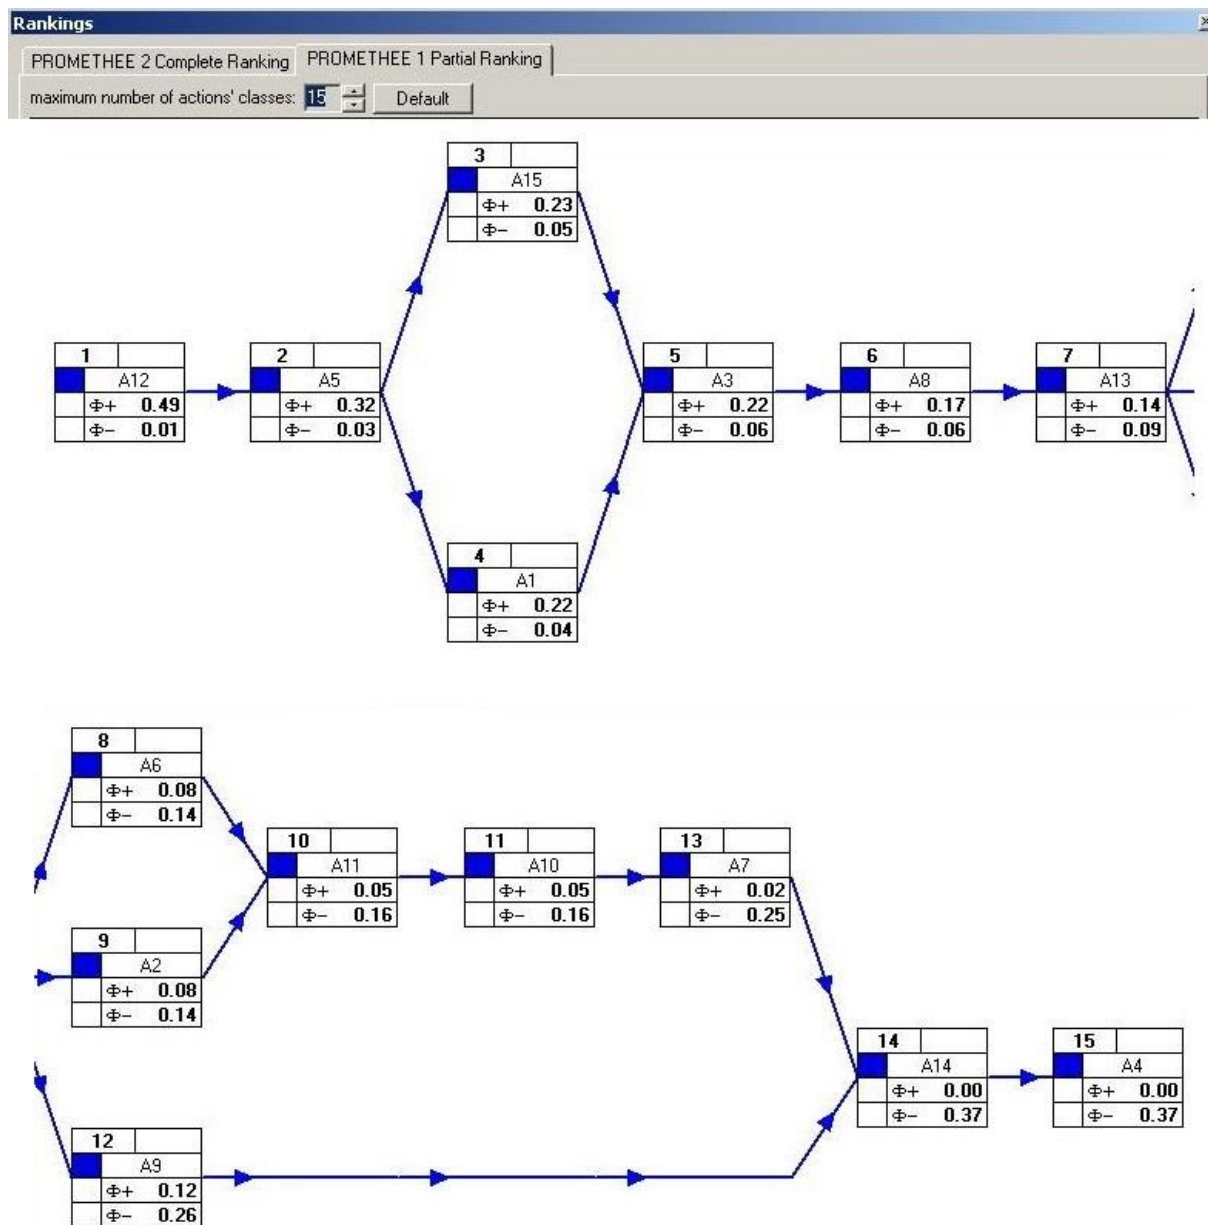 Rankings
PROMETHEE 2 Complete Ranking PROMETHEE 1 Partial Ranking
maximum number of actions' classes: 15 Default
3
A15
Φ+ 0.23
Φ− 0.05
1
A12
Φ+ 0.49
Φ− 0.01
2
A5
Φ+ 0.32
Φ− 0.03
5
A3
Φ+ 0.22
Φ− 0.06
6
A8
Φ+ 0.17
Φ− 0.06
7
A13
Φ+ 0.14
Φ− 0.09
4
A1
Φ+ 0.22
Φ− 0.04
8
A6
Φ+ 0.08
Φ− 0.14
10
A11
Φ+ 0.05
Φ− 0.16
11
A10
Φ+ 0.05
Φ− 0.16
13
A7
Φ+ 0.02
Φ− 0.25
9
A2
Φ+ 0.08
Φ− 0.14
14
A14
Φ+ 0.00
Φ− 0.37
15
A4
Φ+ 0.00
Φ− 0.37
12
A9
Φ+ 0.12
Φ− 0.26